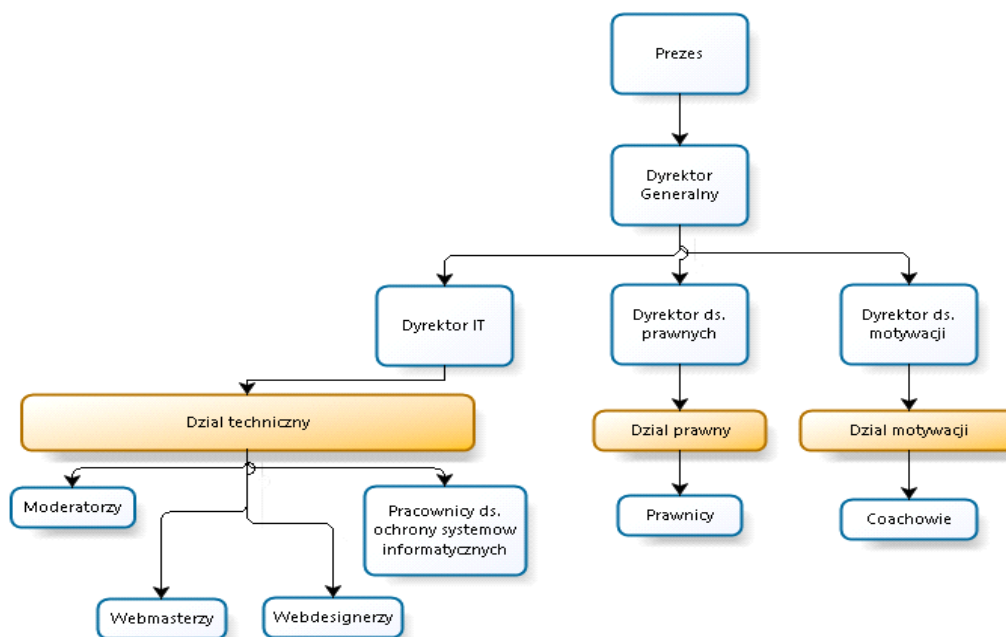 Prezes
Dyrektor
Generalny
Dyrektor IT
Dyrektor ds.
prawnych
Dyrektor ds.
motywacji
Dzial techniczny
Dzial prawny
Dzial motywacji
Moderatorzy
Pracownicy ds.
ochrony systemow
informatycznych
Prawnicy
Coachowie
Webmasterzy
Webdesignerzy